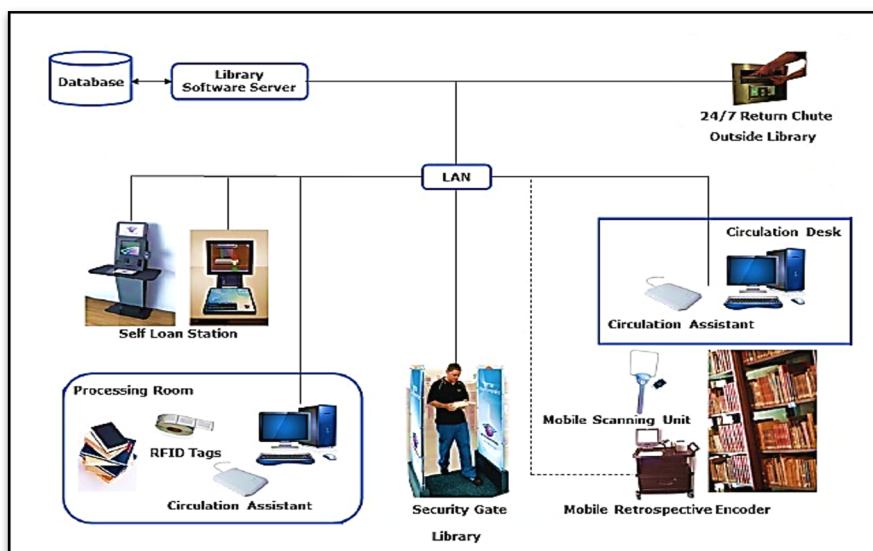 Database
Library
Software Server
24/7 Return Chute
Outside Library
LAN
Self Loan Station
Circulation Desk
Circulation Assistant
Processing Room
RFID Tags
Circulation Assistant
Security Gate
Library
Mobile Scanning Unit
Mobile Retrospective Encoder